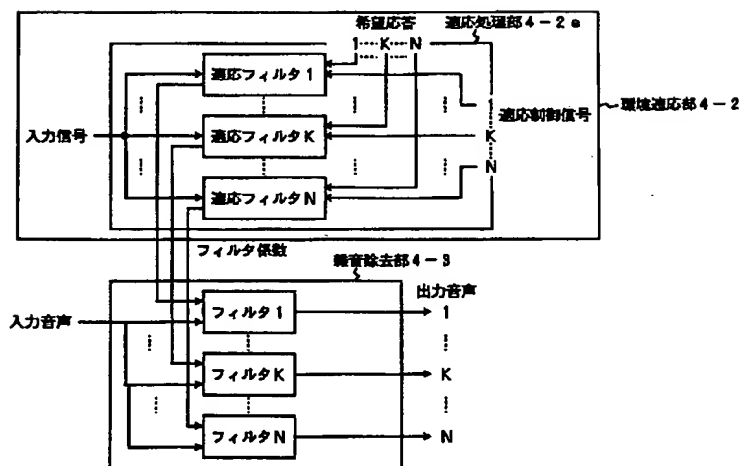 希望応答
適応処理部4-2e
1 K N
適応フィルタ1
1
入力信号
適応フィルタK
適応制御信号
K
環境適応部4-2
適応フィルタN
N
フィルタ係数
雑音除去部4-3
出力音声
入力音声
フィルタ1
1
フィルタK
K
フィルタN
N